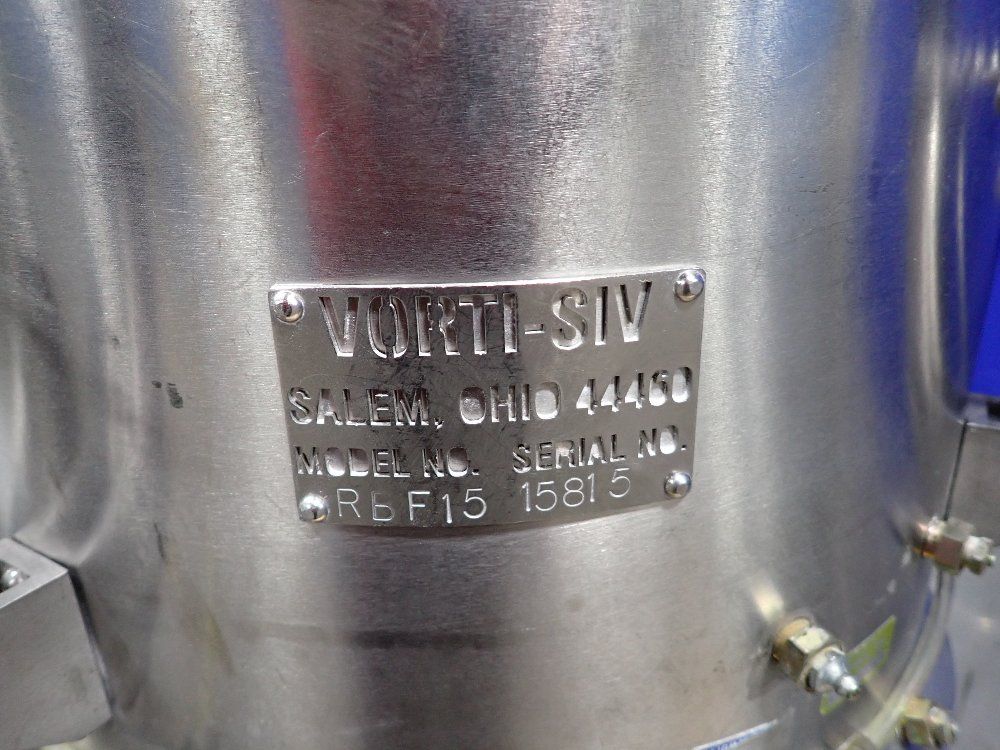 VORTI-SIV
SALEM, OHIO 44460
MODEL NO. SERIAL NO.
RBF15 15815